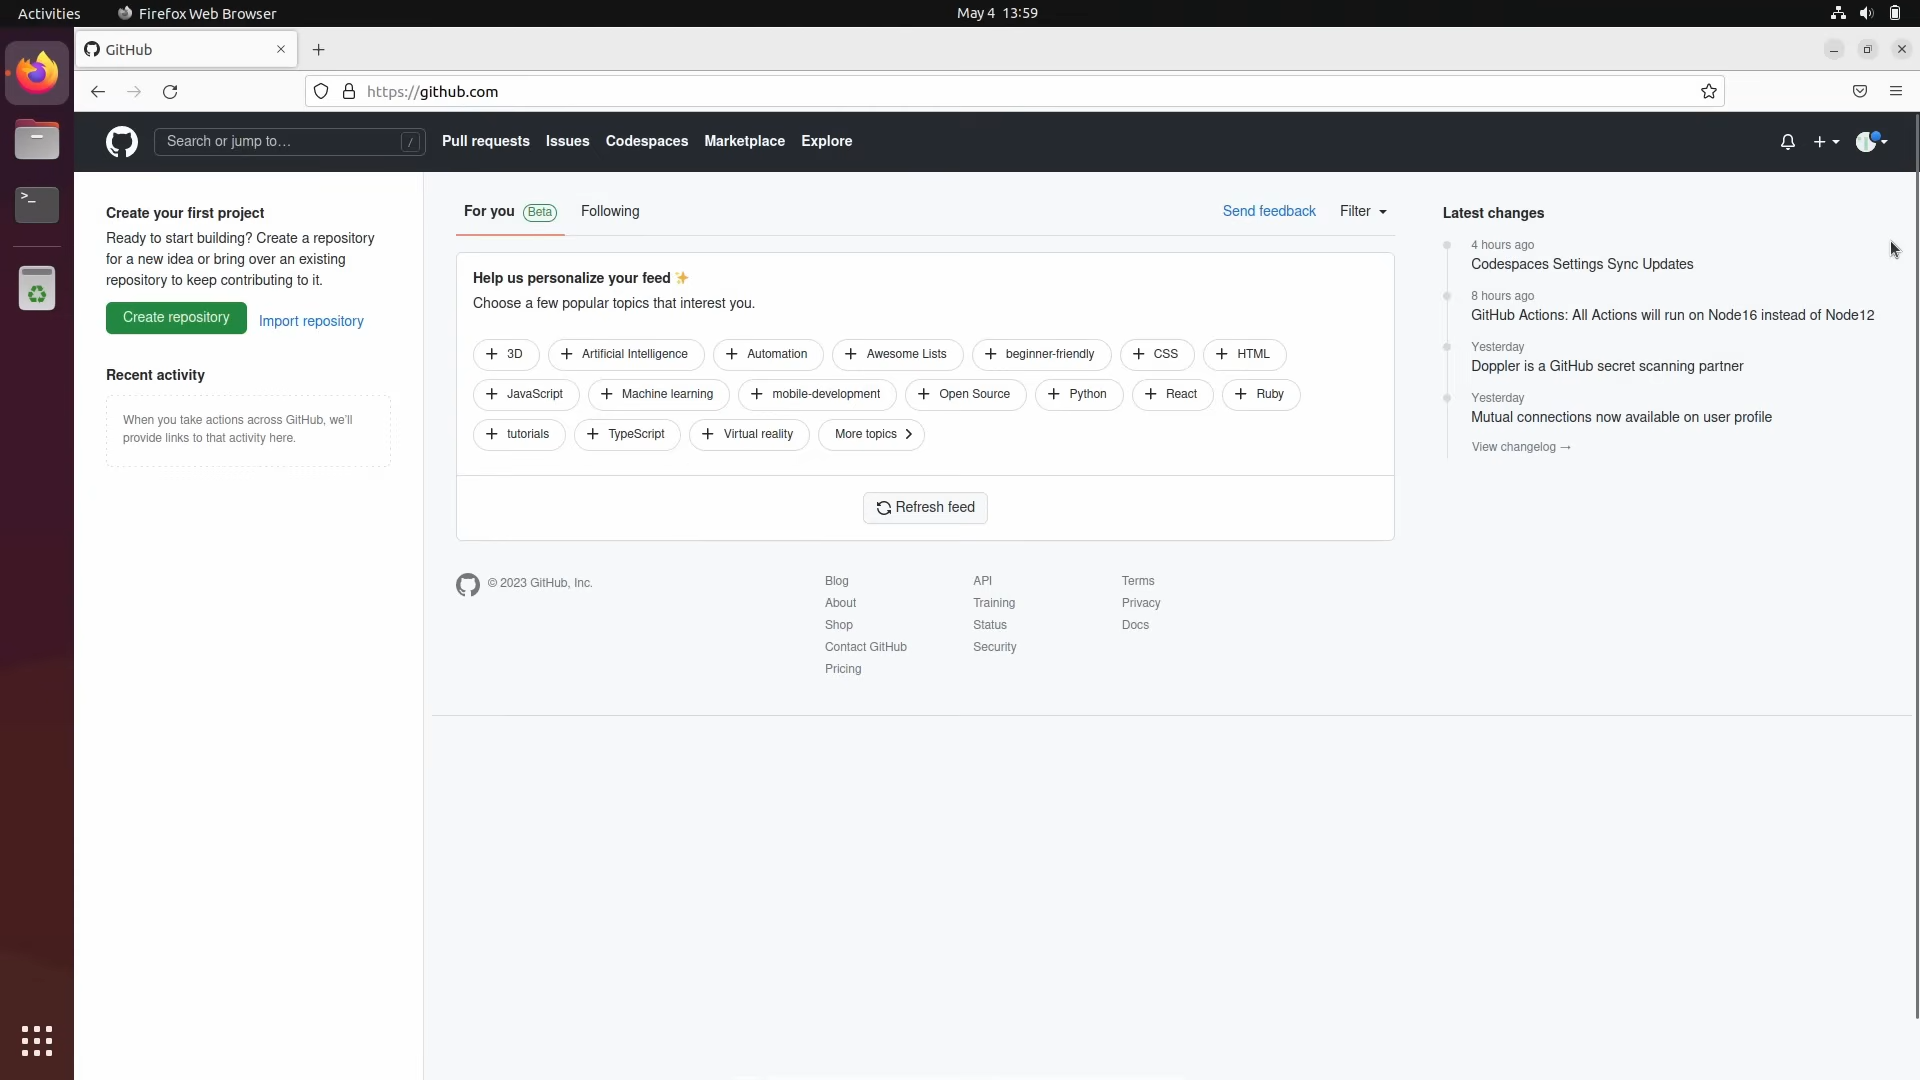 Activities
Firefox Web Browser
May 4 13:59
GitHub
https://github.com
Search or jump to…
/
Pull requests
Issues
Codespaces
Marketplace
Explore
Create your first project
Ready to start building? Create a repository
for a new idea or bring over an existing
repository to keep contributing to it.
Create repository
Import repository
Recent activity
When you take actions across GitHub, we'll
provide links to that activity here.
For you Beta
Following
Send feedback
Filter
Help us personalize your feed ✨
Choose a few popular topics that interest you.
3D
Artificial Intelligence
Automation
Awesome Lists
beginner-friendly
CSS
HTML
JavaScript
Machine learning
mobile-development
Open Source
Python
React
Ruby
tutorials
TypeScript
Virtual reality
More topics
Refresh feed
Latest changes
4 hours ago
Codespaces Settings Sync Updates
8 hours ago
GitHub Actions: All Actions will run on Node16 instead of Node12
Yesterday
Doppler is a GitHub secret scanning partner
Yesterday
Mutual connections now available on user profile
View changelog →
© 2023 GitHub, Inc.
Blog
About
Shop
Contact GitHub
Pricing
API
Training
Status
Security
Terms
Privacy
Docs